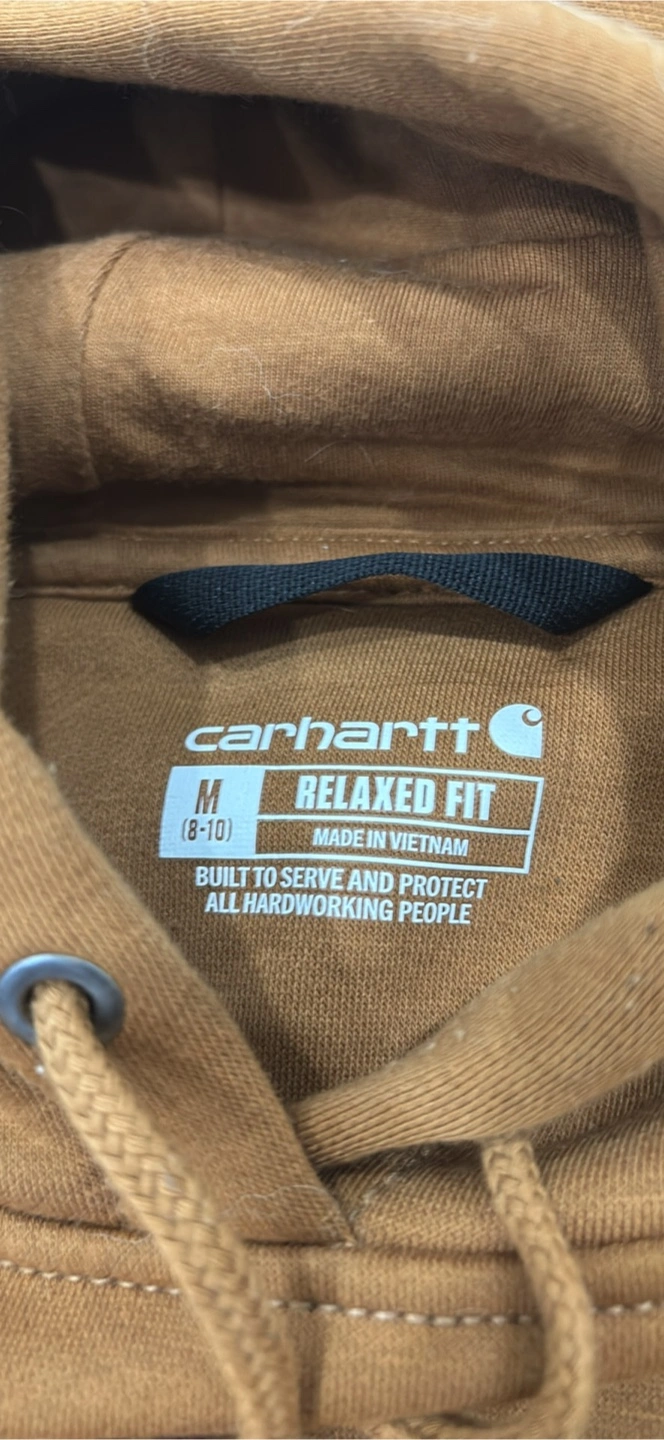 carhartt
M
(8-10)
RELAXED FIT
MADE IN VIETNAM
BUILT TO SERVE AND PROTECT
ALL HARDWORKING PEOPLE